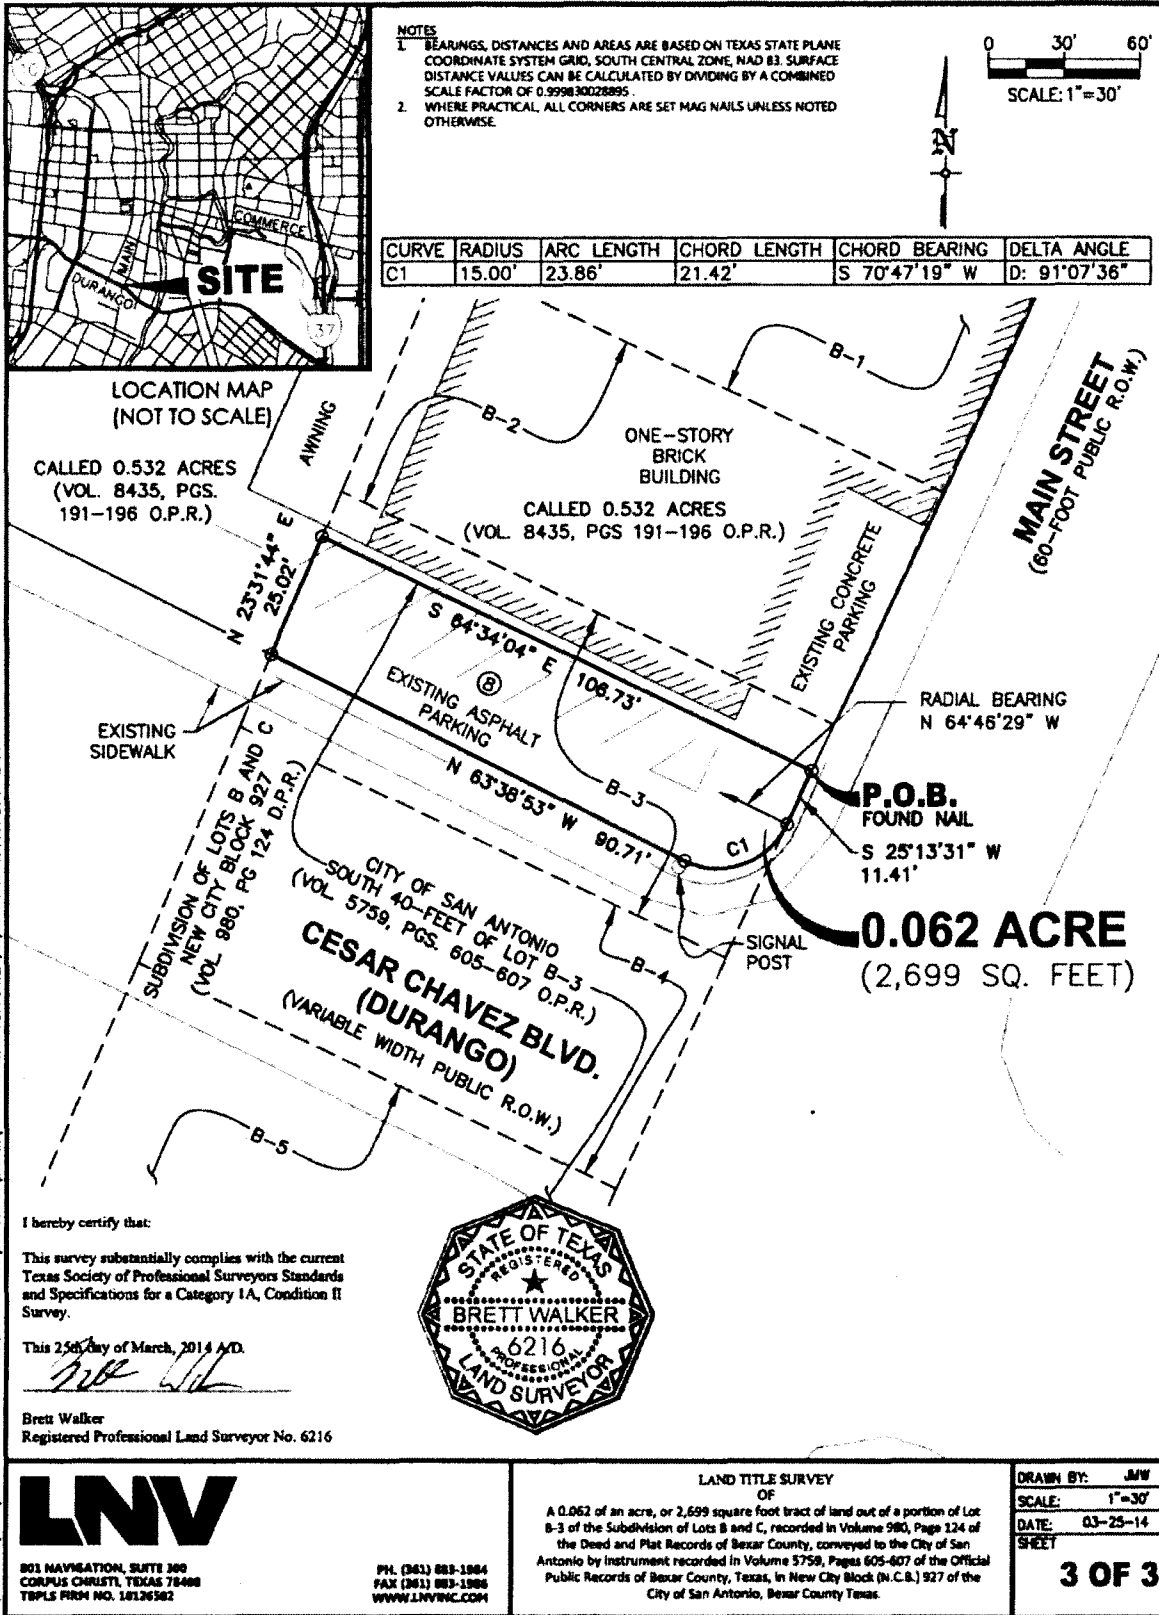 NOTES
1. BEARINGS, DISTANCES AND AREAS ARE BASED ON TEXAS STATE PLANE
COORDINATE SYSTEM GRID, SOUTH CENTRAL ZONE, NAD 83. SURFACE
DISTANCE VALUES CAN BE CALCULATED BY DIVIDING BY A COMBINED
SCALE FACTOR OF 0.999830028895.
2. WHERE PRACTICAL, ALL CORNERS ARE SET MAG NAILS UNLESS NOTED
OTHERWISE.
0 30' 60'
SCALE: 1"=30'
N
COMMERCE
MAIN
DURANGO
SITE
37
LOCATION MAP
(NOT TO SCALE)
CURVE RADIUS ARC LENGTH CHORD LENGTH CHORD BEARING DELTA ANGLE
C1 15.00' 23.86' 21.42' S 70°47'19" W D: 91°07'36"
B-1
B-2
AWNING
ONE-STORY
BRICK
BUILDING
CALLED 0.532 ACRES
(VOL. 8435, PGS 191-196 O.P.R.)
CALLED 0.532 ACRES
(VOL. 8435, PGS.
191-196 O.P.R.)
MAIN STREET
(60-FOOT PUBLIC R.O.W.)
EXISTING CONCRETE
PARKING
N 23°31'44" E
25.02'
S 64°34'04" E 106.73'
B
EXISTING ASPHALT
PARKING
N 63°38'53" W 90.71'
RADIAL BEARING
N 64°46'29" W
EXISTING
SIDEWALK
B-3
C1
P.O.B.
FOUND NAIL
S 25°13'31" W
11.41'
0.062 ACRE
(2,699 SQ. FEET)
SIGNAL
POST
B-4
SUBDIVISION OF LOTS B AND C
NEW CITY BLOCK 927
(VOL. 980, PG 124 D.P.R.)
CITY OF SAN ANTONIO
SOUTH 40-FEET OF LOT B-3
(VOL. 5759, PGS. 605-607 O.P.R.)
CESAR CHAVEZ BLVD.
(DURANGO)
(VARIABLE WIDTH PUBLIC R.O.W.)
B-5
I hereby certify that:
This survey substantially complies with the current
Texas Society of Professional Surveyors Standards
and Specifications for a Category 1A, Condition II
Survey.
This 25th day of March, 2014 A/D.
Brett Walker
Registered Professional Land Surveyor No. 6216
STATE OF TEXAS
REGISTERED
BRETT WALKER
6216
PROFESSIONAL
LAND SURVEYOR
LNV
801 NAVIGATION, SUITE 300
CORPUS CHRISTI, TEXAS 78408
TBPLS FIRM NO. 10126502
PH. (361) 883-1984
FAX (361) 883-1986
WWW.LNVINC.COM
LAND TITLE SURVEY
OF
A 0.062 of an acre, or 2,699 square foot tract of land out of a portion of Lot
B-3 of the Subdivision of Lots B and C, recorded in Volume 980, Page 124 of
the Deed and Plat Records of Bexar County, conveyed to the City of San
Antonio by instrument recorded in Volume 5759, Pages 605-607 of the Official
Public Records of Bexar County, Texas, in New City Block (N.C.B.) 927 of the
City of San Antonio, Bexar County Texas.
DRAWN BY: JMW
SCALE: 1"=30'
DATE: 03-25-14
SHEET
3 OF 3